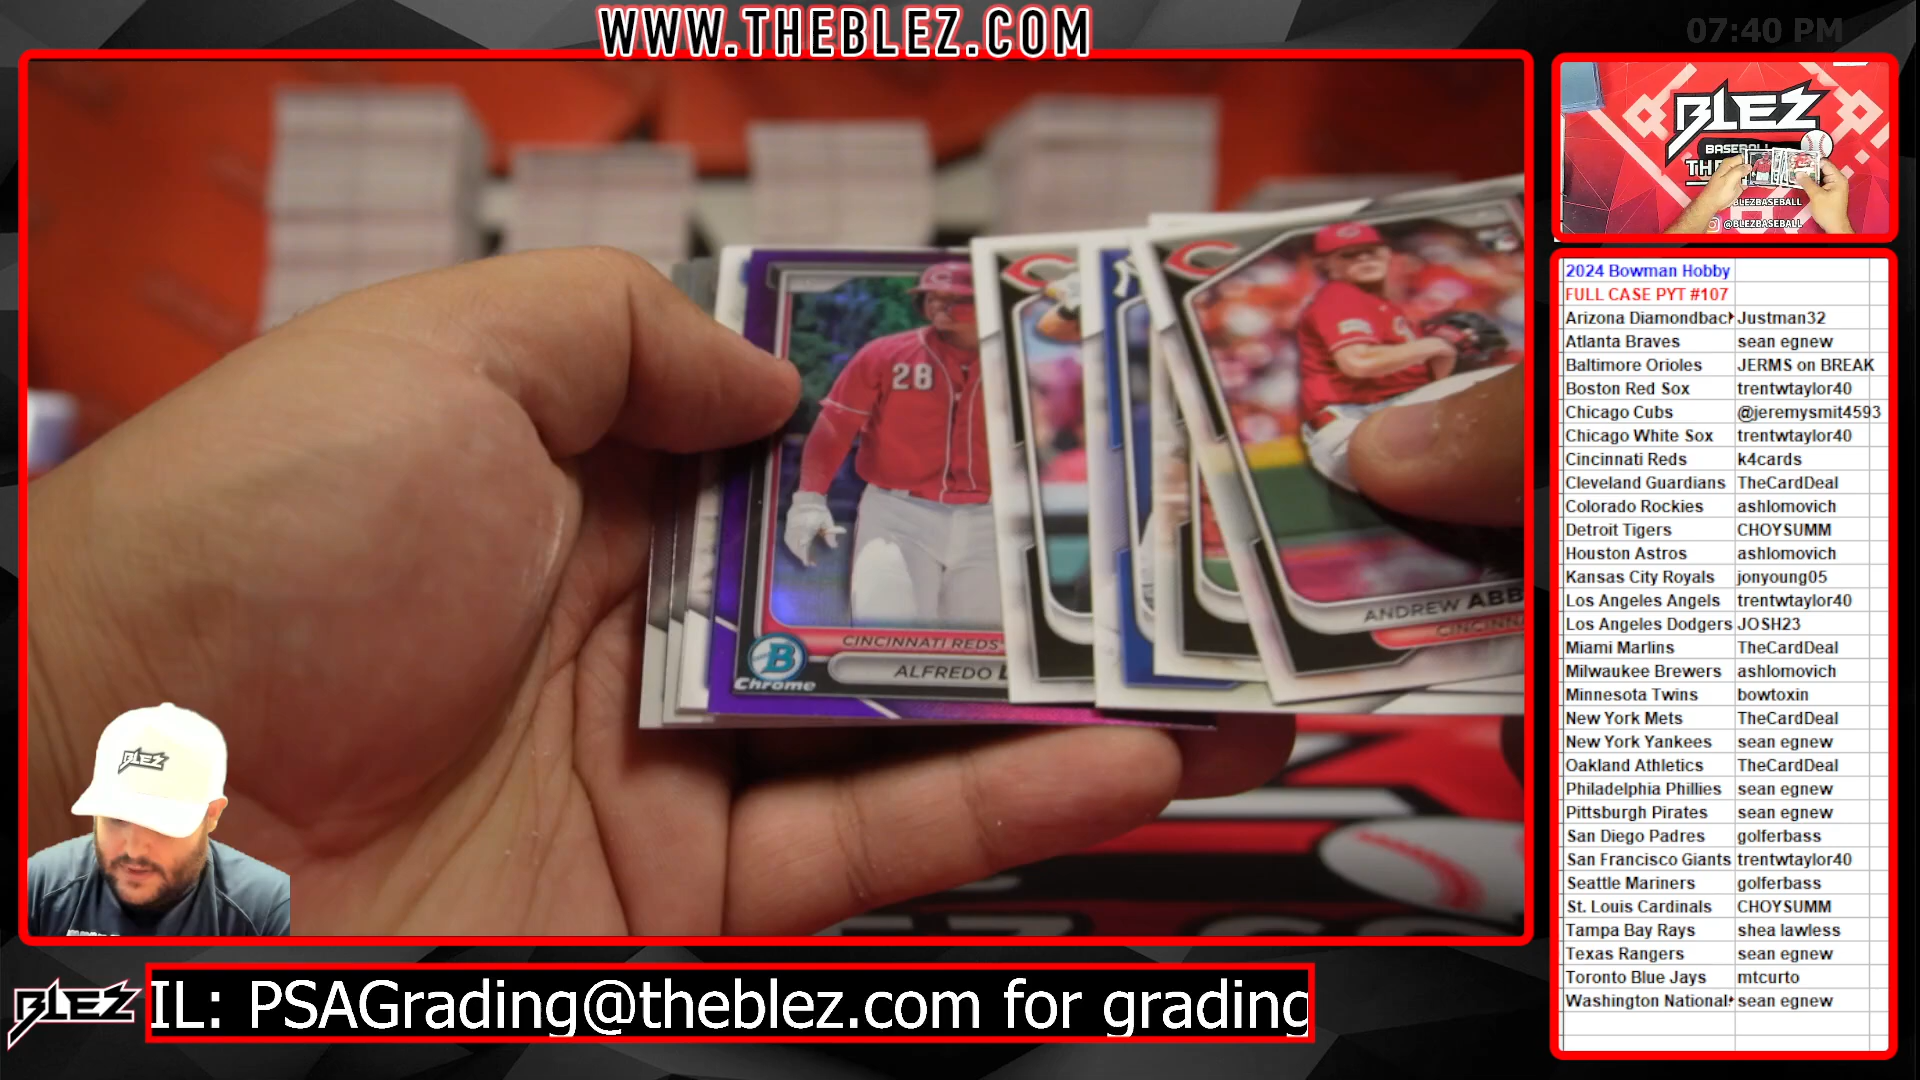 WWW.THEBLEZ.COM
07:40 PM
BLEZ
BASEBALL
@BLEZBASEBALL
2024 Bowman Hobby
FULL CASE PYT #107
Arizona Diamondback Justman32
Atlanta Braves sean egnew
Baltimore Orioles JERMS on BREAK
Boston Red Sox trentwtaylor40
Chicago Cubs @jeremysmit4593
Chicago White Sox trentwtaylor40
Cincinnati Reds k4cards
Cleveland Guardians TheCardDeal
Colorado Rockies ashlomovich
Detroit Tigers CHOYSUMM
Houston Astros ashlomovich
Kansas City Royals jonyoung05
Los Angeles Angels trentwtaylor40
Los Angeles Dodgers JOSH23
Miami Marlins TheCardDeal
Milwaukee Brewers ashlomovich
Minnesota Twins bowtoxin
New York Mets TheCardDeal
New York Yankees sean egnew
Oakland Athletics TheCardDeal
Philadelphia Phillies sean egnew
Pittsburgh Pirates sean egnew
San Diego Padres golferbass
San Francisco Giants trentwtaylor40
Seattle Mariners golferbass
St. Louis Cardinals CHOYSUMM
Tampa Bay Rays shea lawless
Texas Rangers sean egnew
Toronto Blue Jays mtcurto
Washington National sean egnew
28
CINCINNATI REDS
ALFREDO
B
Chrome
ANDREW ABB
CINCINN
BLEZ
BLEZ
IL: PSAGrading@theblez.com for grading